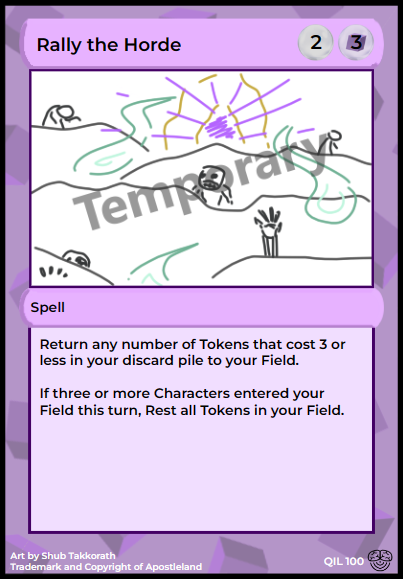 Rally the Horde
2
3
Temporary
Spell
Return any number of Tokens that cost 3 or
less in your discard pile to your Field.
If three or more Characters entered your
Field this turn, Rest all Tokens in your Field.
Art by Shub Takkorath
Trademark and Copyright of Apostleland
QIL 100